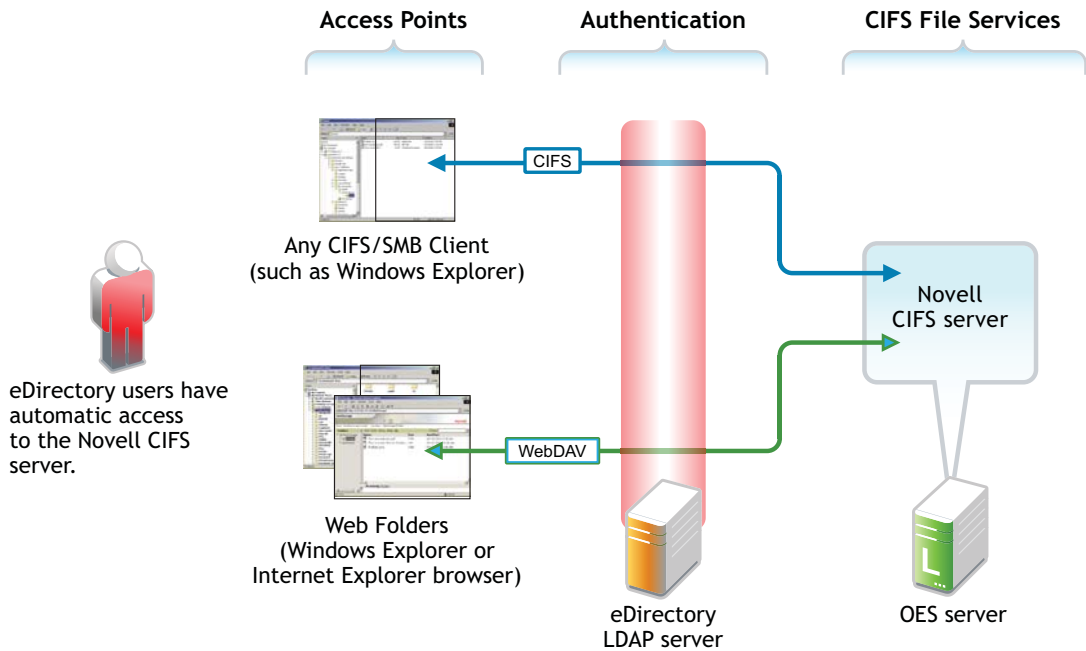 Access Points
Authentication
CIFS File Services
CIFS
Any CIFS/SMB Client
(such as Windows Explorer)
Novell
CIFS server
eDirectory users have
automatic access
to the Novell CIFS
server.
WebDAV
Web Folders
(Windows Explorer or
Internet Explorer browser)
eDirectory
LDAP server
L
OES server